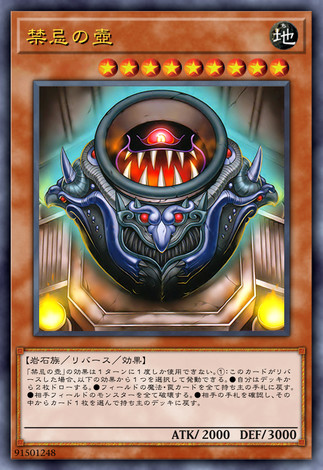 禁忌の壺
地
【岩石族／リバース／効果】
「禁忌の壺」の効果は１ターンに１度しか使用できない。①:このカードがリバ
ースした場合、以下の効果から１つを選択して発動できる。●自分はデッキか
ら２枚ドローする。●フィールドの魔法・罠カードを全て持ち主の手札に戻す。
●相手フィールドのモンスターを全て破壊する。●相手の手札を確認し、その
中からカード１枚を選んで持ち主のデッキに戻す。
ATK/ 2000 DEF/ 3000
91501248